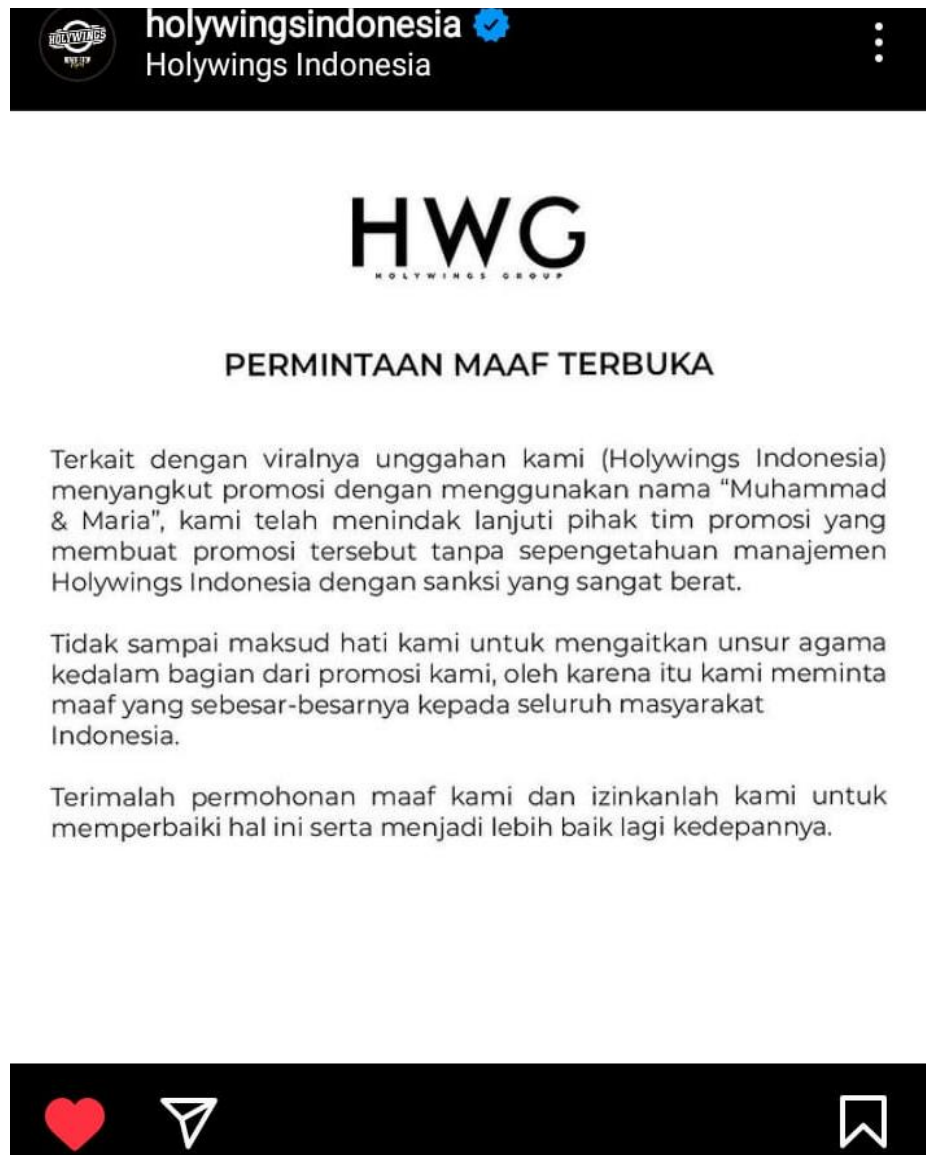 holywingsindonesia
Holywings Indonesia
HOLYWINGS
HWG
HOLYWINGS GROUP
PERMINTAAN MAAF TERBUKA
Terkait dengan viralnya unggahan kami (Holywings Indonesia)
menyangkut promosi dengan menggunakan nama “Muhammad
& Maria”, kami telah menindak lanjuti pihak tim promosi yang
membuat promosi tersebut tanpa sepengetahuan manajemen
Holywings Indonesia dengan sanksi yang sangat berat.
Tidak sampai maksud hati kami untuk mengaitkan unsur agama
kedalam bagian dari promosi kami, oleh karena itu kami meminta
maaf yang sebesar-besarnya kepada seluruh masyarakat
Indonesia.
Terimalah permohonan maaf kami dan izinkanlah kami untuk
memperbaiki hal ini serta menjadi lebih baik lagi kedepannya.